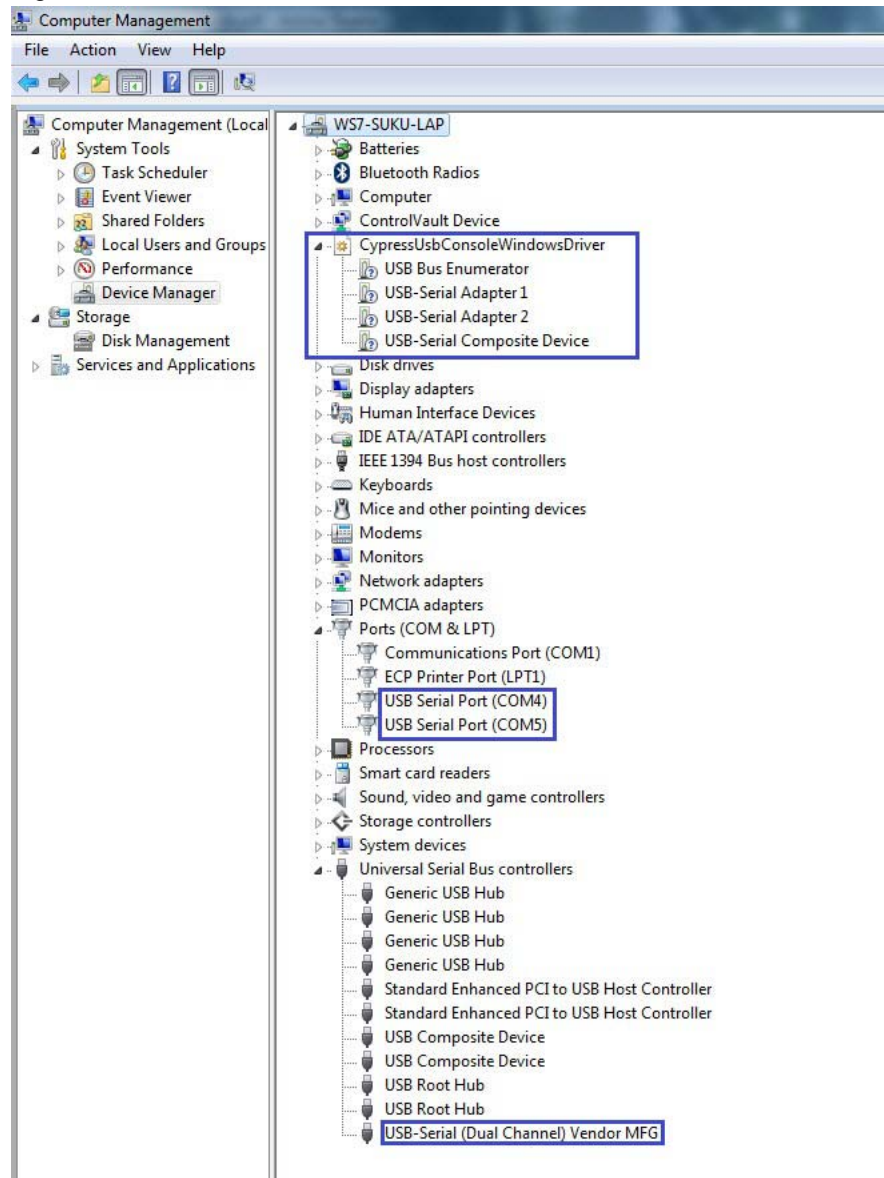 Computer Management
File Action View Help
Computer Management (Local
System Tools
Task Scheduler
Event Viewer
Shared Folders
Local Users and Groups
Performance
Device Manager
Storage
Disk Management
Services and Applications
WS7-SUKU-LAP
Batteries
Bluetooth Radios
Computer
ControlVault Device
CypressUsbConsoleWindowsDriver
USB Bus Enumerator
USB-Serial Adapter 1
USB-Serial Adapter 2
USB-Serial Composite Device
Disk drives
Display adapters
Human Interface Devices
IDE ATA/ATAPI controllers
IEEE 1394 Bus host controllers
Keyboards
Mice and other pointing devices
Modems
Monitors
Network adapters
PCMCIA adapters
Ports (COM & LPT)
Communications Port (COM1)
ECP Printer Port (LPT1)
USB Serial Port (COM4)
USB Serial Port (COM5)
Processors
Smart card readers
Sound, video and game controllers
Storage controllers
System devices
Universal Serial Bus controllers
Generic USB Hub
Generic USB Hub
Generic USB Hub
Generic USB Hub
Standard Enhanced PCI to USB Host Controller
Standard Enhanced PCI to USB Host Controller
USB Composite Device
USB Composite Device
USB Root Hub
USB Root Hub
USB-Serial (Dual Channel) Vendor MFG